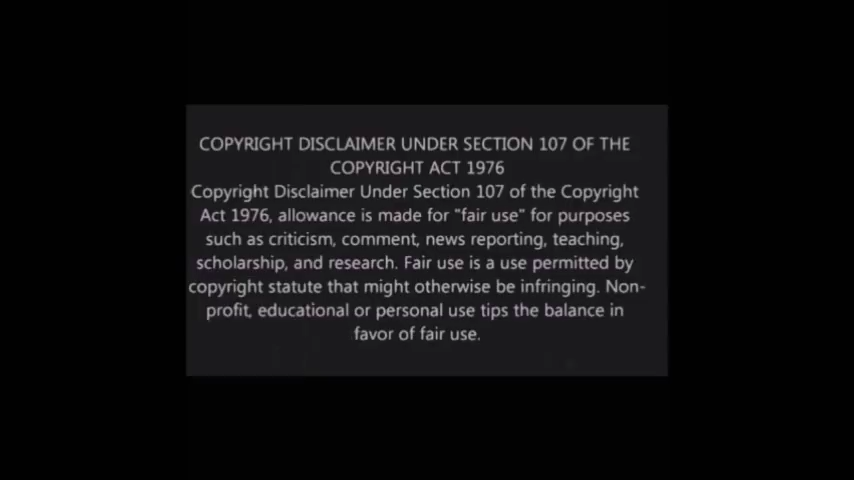 COPYRIGHT DISCLAIMER UNDER SECTION 107 OF THE
COPYRIGHT ACT 1976
Copyright Disclaimer Under Section 107 of the Copyright
Act 1976, allowance is made for "fair use" for purposes
such as criticism, comment, news reporting, teaching,
scholarship, and research. Fair use is a use permitted by
copyright statute that might otherwise be infringing. Non-
profit, educational or personal use tips the balance in
favor of fair use.